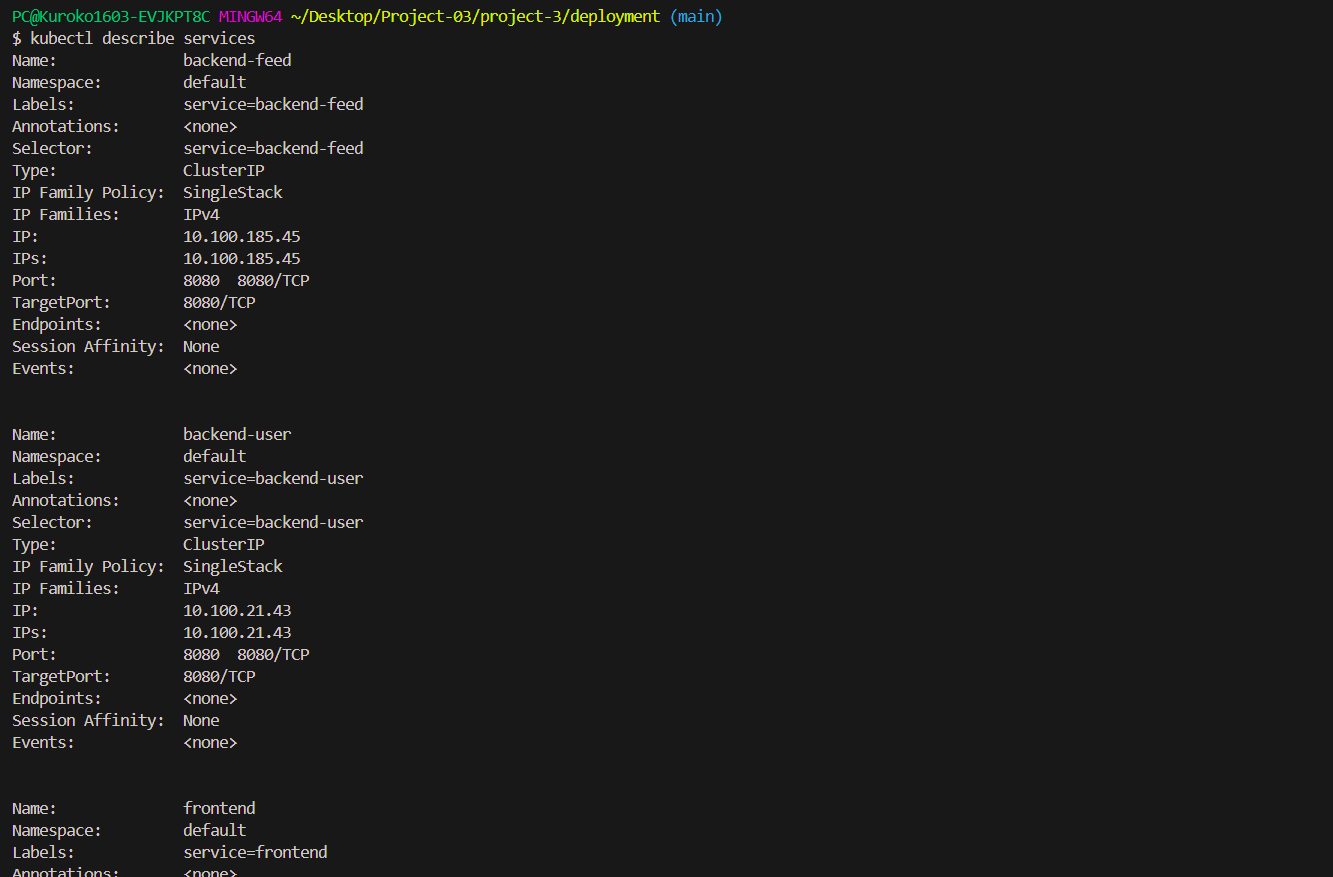 PC@Kuroko1603-EVJKPT8C MINGW64 ~/Desktop/Project-03/project-3/deployment (main)
$ kubectl describe services
Name:              backend-feed
Namespace:         default
Labels:            service=backend-feed
Annotations:       <none>
Selector:          service=backend-feed
Type:              ClusterIP
IP Family Policy:  SingleStack
IP Families:       IPv4
IP:                10.100.185.45
IPs:               10.100.185.45
Port:              8080  8080/TCP
TargetPort:        8080/TCP
Endpoints:         <none>
Session Affinity:  None
Events:            <none>
Name:              backend-user
Namespace:         default
Labels:            service=backend-user
Annotations:       <none>
Selector:          service=backend-user
Type:              ClusterIP
IP Family Policy:  SingleStack
IP Families:       IPv4
IP:                10.100.21.43
IPs:               10.100.21.43
Port:              8080  8080/TCP
TargetPort:        8080/TCP
Endpoints:         <none>
Session Affinity:  None
Events:            <none>
Name:              frontend
Namespace:         default
Labels:            service=frontend
Annotations:       <none>